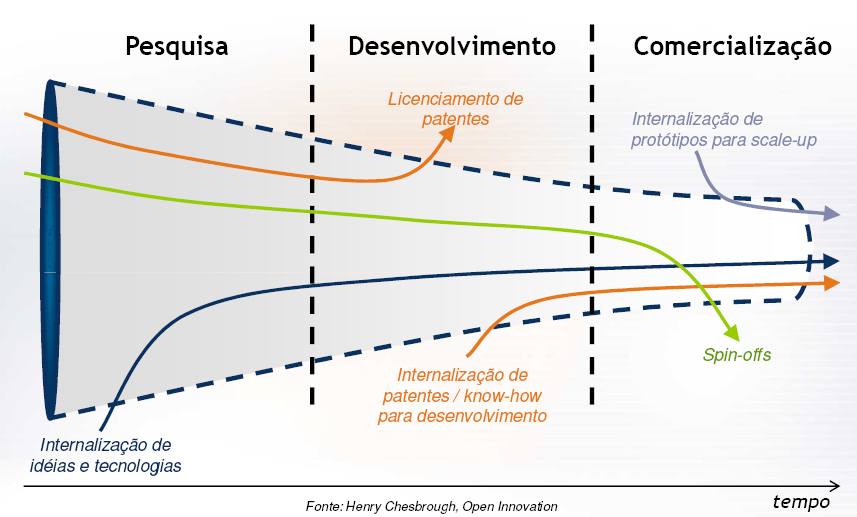 Pesquisa
Desenvolvimento
Comercialização
Licenciamento de
patentes
Internalização de
protótipos para scale-up
Spin-offs
Internalização de
patentes / know-how
para desenvolvimento
Internalização de
idéias e tecnologias
tempo
Fonte: Henry Chesbrough, Open Innovation